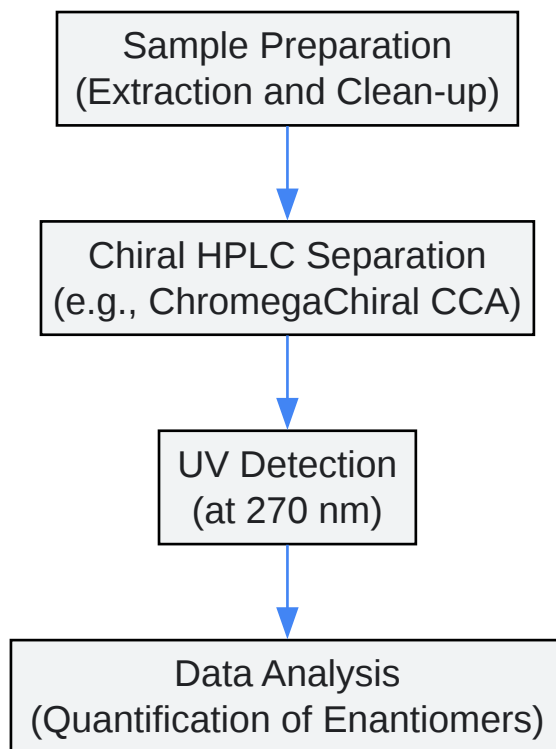 Sample Preparation
(Extraction and Clean-up)
Chiral HPLC Separation
(e.g., ChromegaChiral CCA)
UV Detection
(at 270 nm)
Data Analysis
(Quantification of Enantiomers)